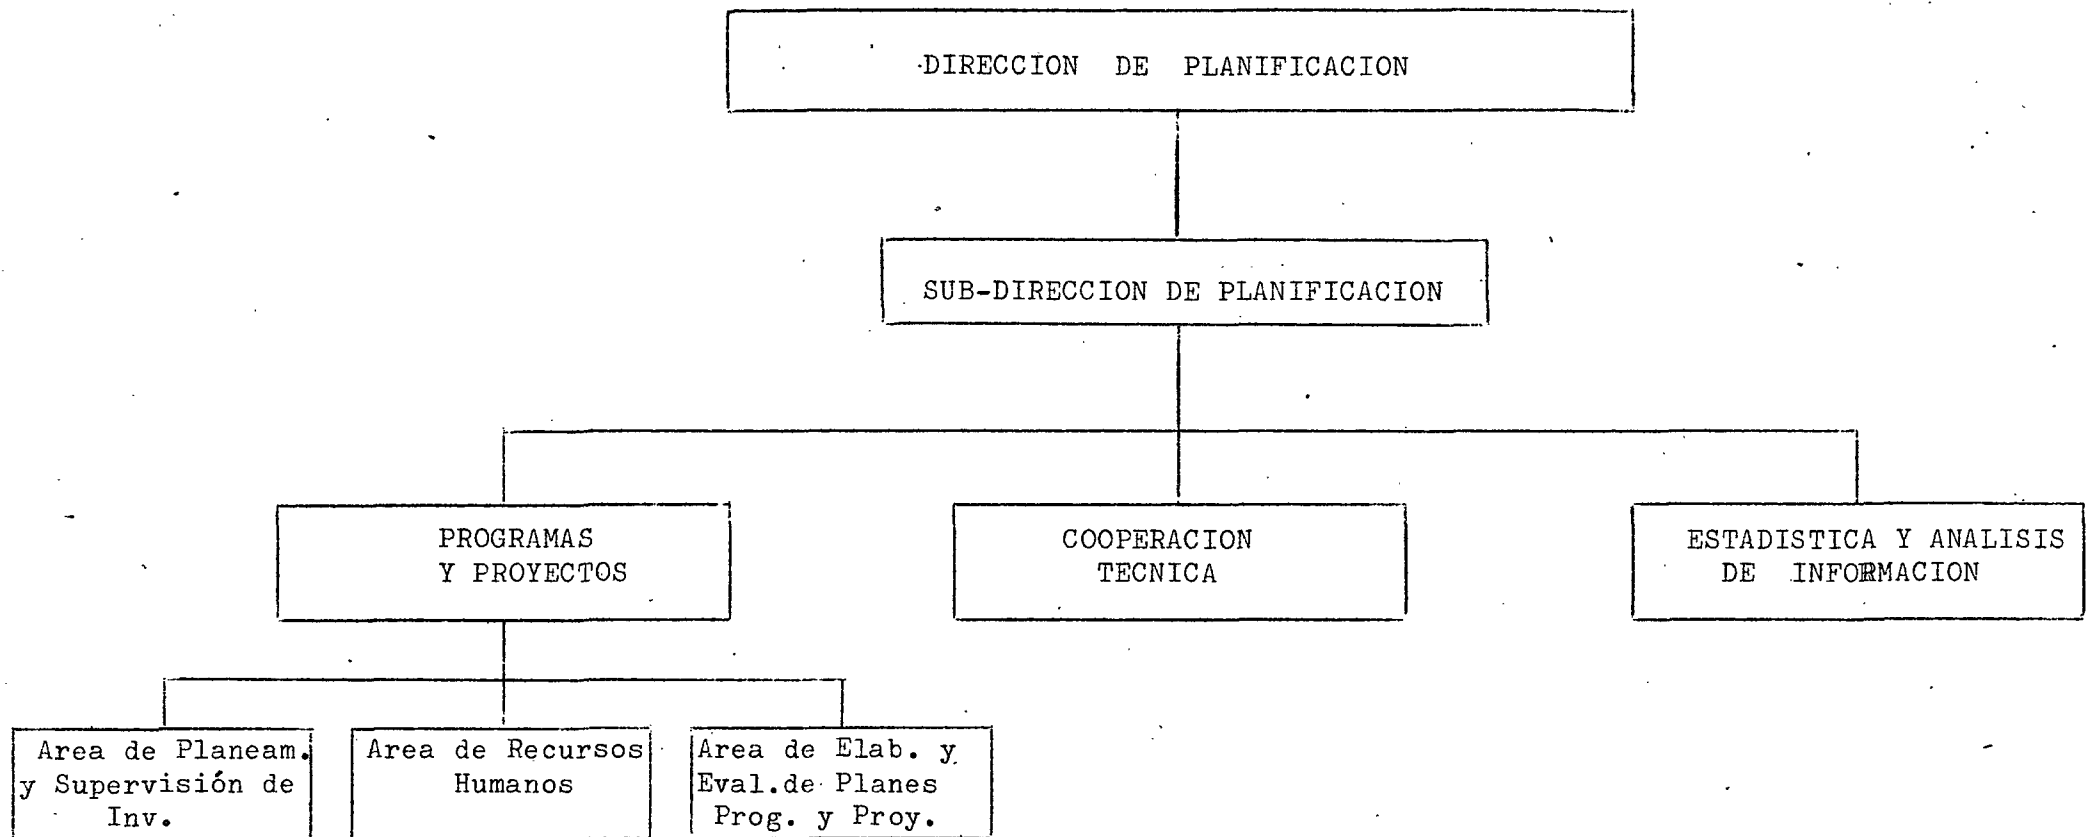 DIRECCION DE PLANIFICACION
SUB-DIRECCION DE PLANIFICACION
PROGRAMAS
Y PROYECTOS
COOPERACION
TECNICA
ESTADISTICA Y ANALISIS
DE INFORMACION
Area de Planeam.
y Supervisión de
Inv.
Area de Recursos
Humanos
Area de Elab. y
Eval.de Planes
Prog. y Proy.